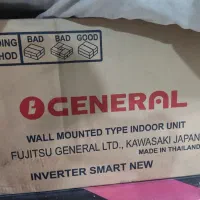 DING BAD BAD GOOD
HOD
GENERAL
WALL MOUNTED TYPE INDOOR UNIT
FUJITSU GENERAL LTD., KAWASAKI JAPAN
MADE IN THAILAND
INVERTER SMART NEW